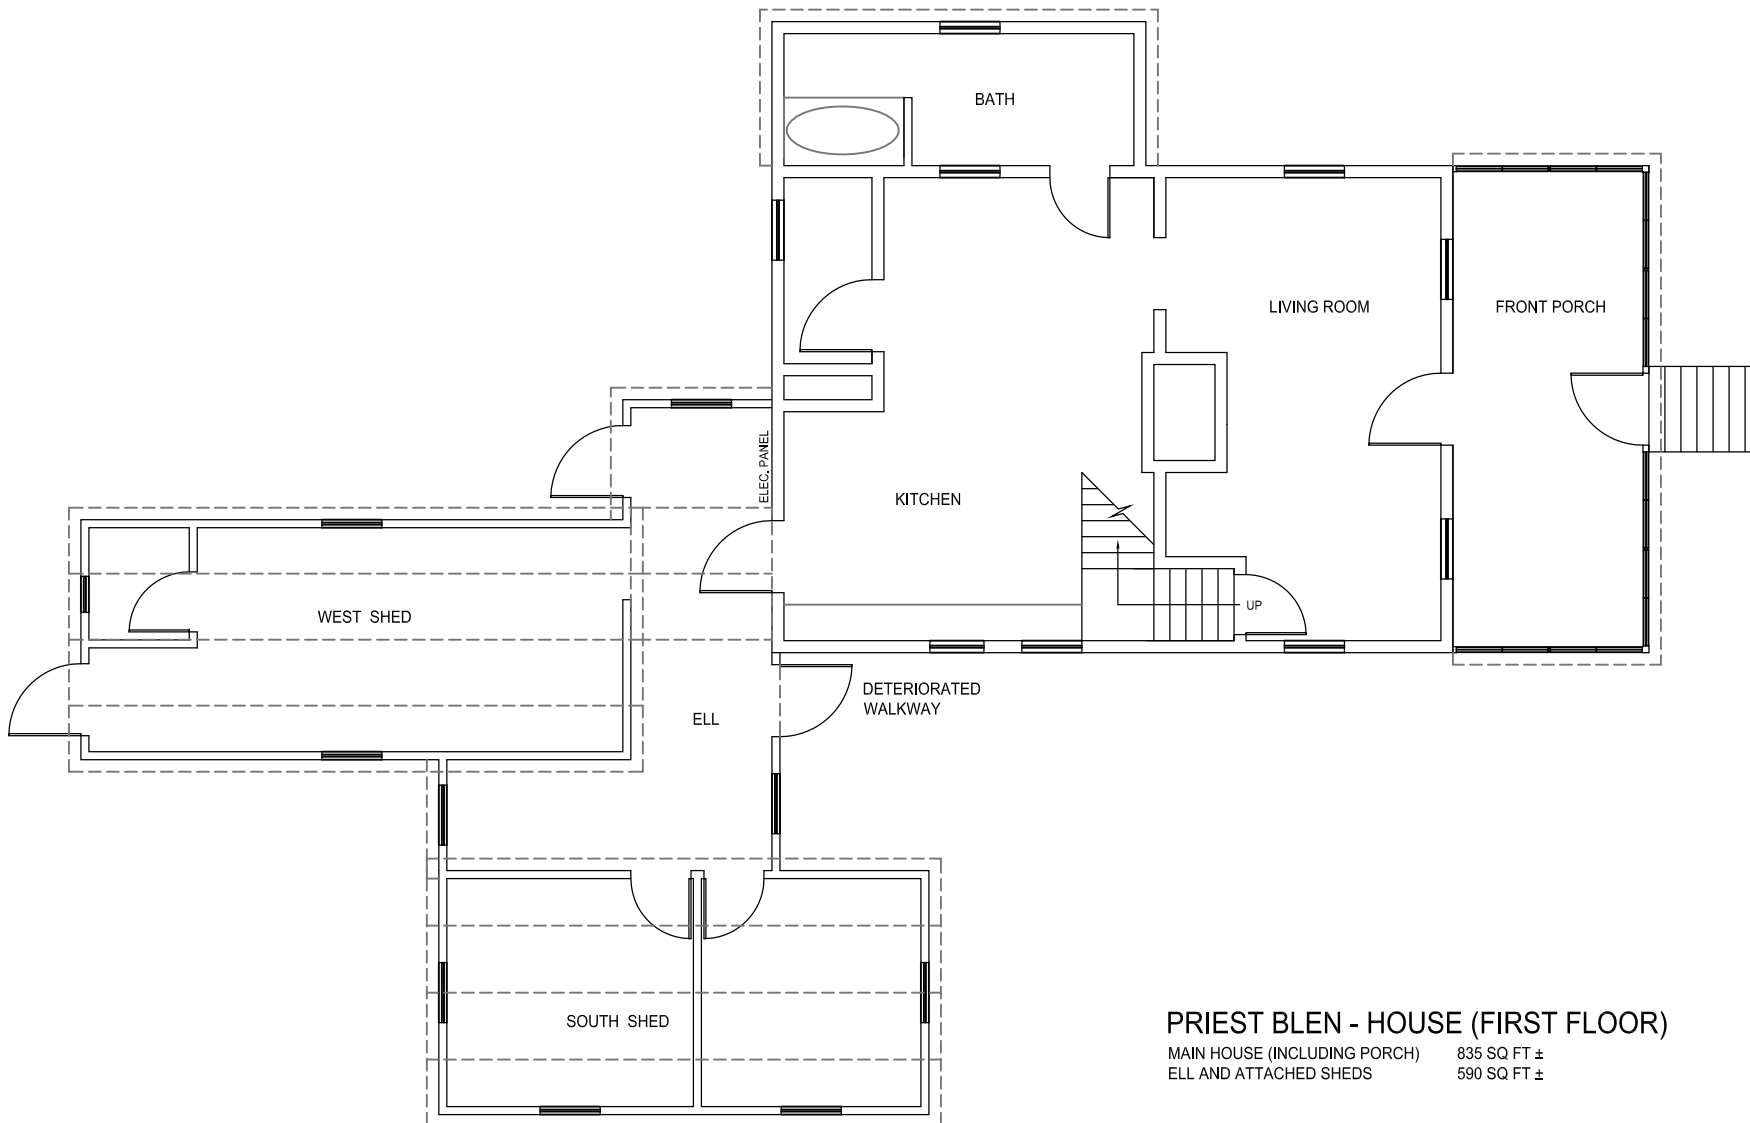 BATH
LIVING ROOM
FRONT PORCH
ELEC. PANEL
KITCHEN
WEST SHED
UP
DETERIORATED
WALKWAY
ELL
SOUTH SHED
PRIEST BLEN - HOUSE (FIRST FLOOR)
MAIN HOUSE (INCLUDING PORCH) 835 SQ FT ±
ELL AND ATTACHED SHEDS 590 SQ FT ±